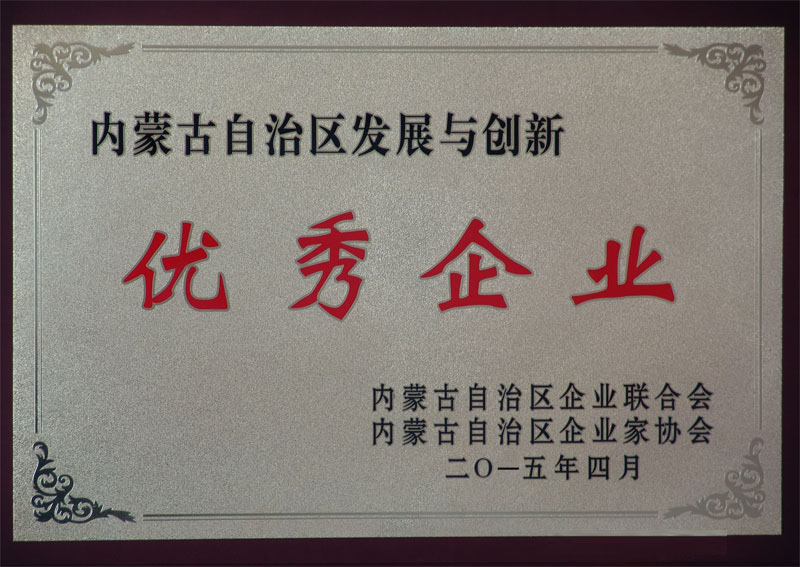 内蒙古自治区发展与创新
优秀企业
内蒙古自治区企业联合会
内蒙古自治区企业家协会
二O一五年四月